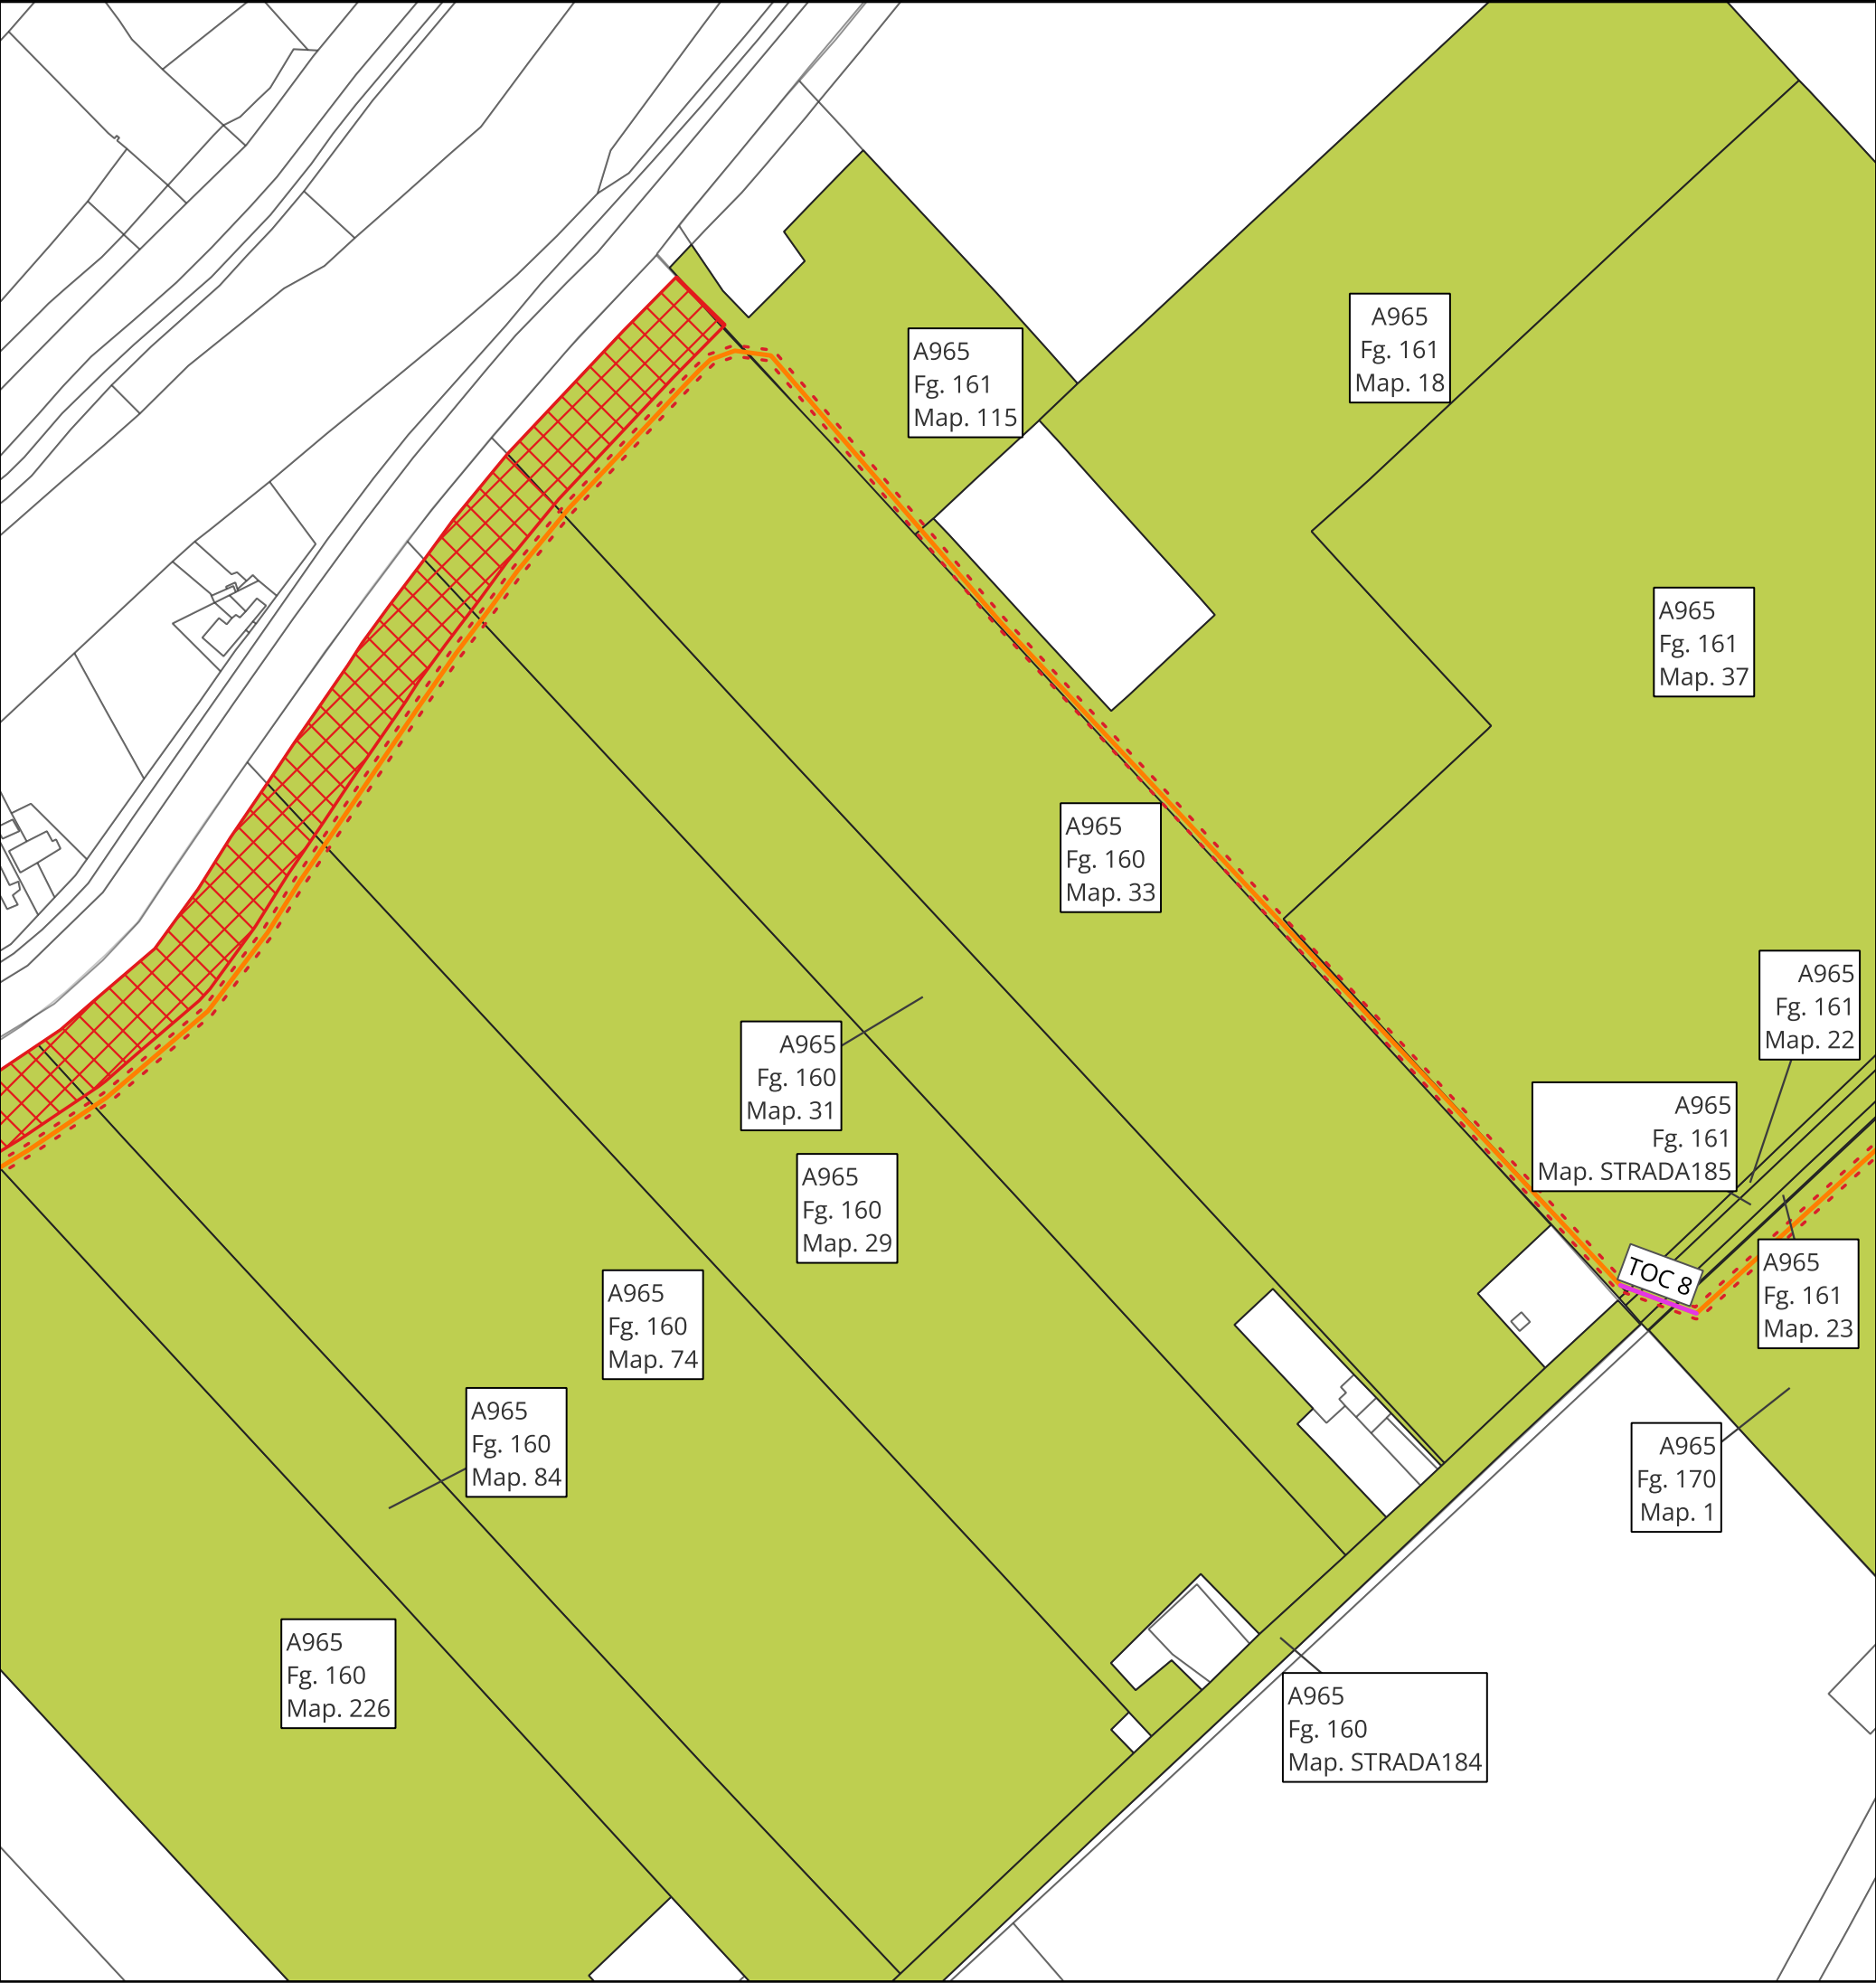 A965
Fg. 161
Map. 18
A965
Fg. 161
Map. 115
A965
Fg. 161
Map. 37
A965
Fg. 160
Map. 33
A965
Fg. 161
Map. 22
A965
Fg. 160
Map. 31
A965
Fg. 161
Map. STRADA185
A965
Fg. 160
Map. 29
TOC 8
A965
Fg. 161
Map. 23
A965
Fg. 160
Map. 74
A965
Fg. 160
Map. 84
A965
Fg. 170
Map. 1
A965
Fg. 160
Map. 226
A965
Fg. 160
Map. STRADA184